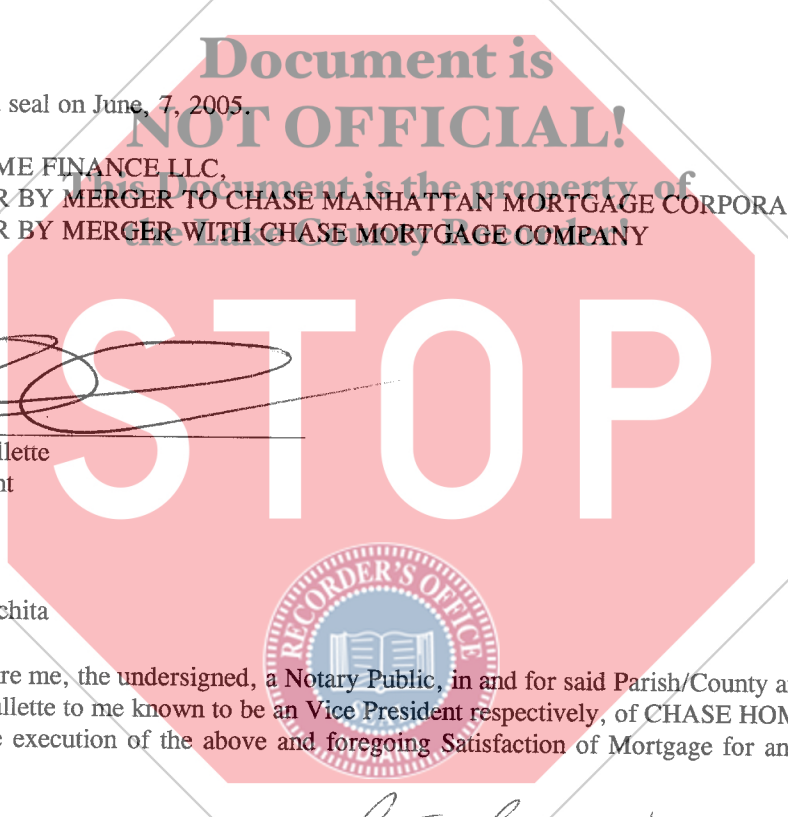 Document is
seal on June, 7, 2005.
NOT OFFICIAL!
ME FINANCE LLC,
This Document is the property of
R BY MERGER TO CHASE MANHATTAN MORTGAGE CORPORA
the Lake County Recorder!
R BY MERGER WITH CHASE MORTGAGE COMPANY
STOP
llette
nt
RECORDER'S OFFICE
chita
re me, the undersigned, a Notary Public, in and for said Parish/County a
allette to me known to be an Vice President respectively, of CHASE HOM
e execution of the above and foregoing Satisfaction of Mortgage for an
SEAL
INDIANA